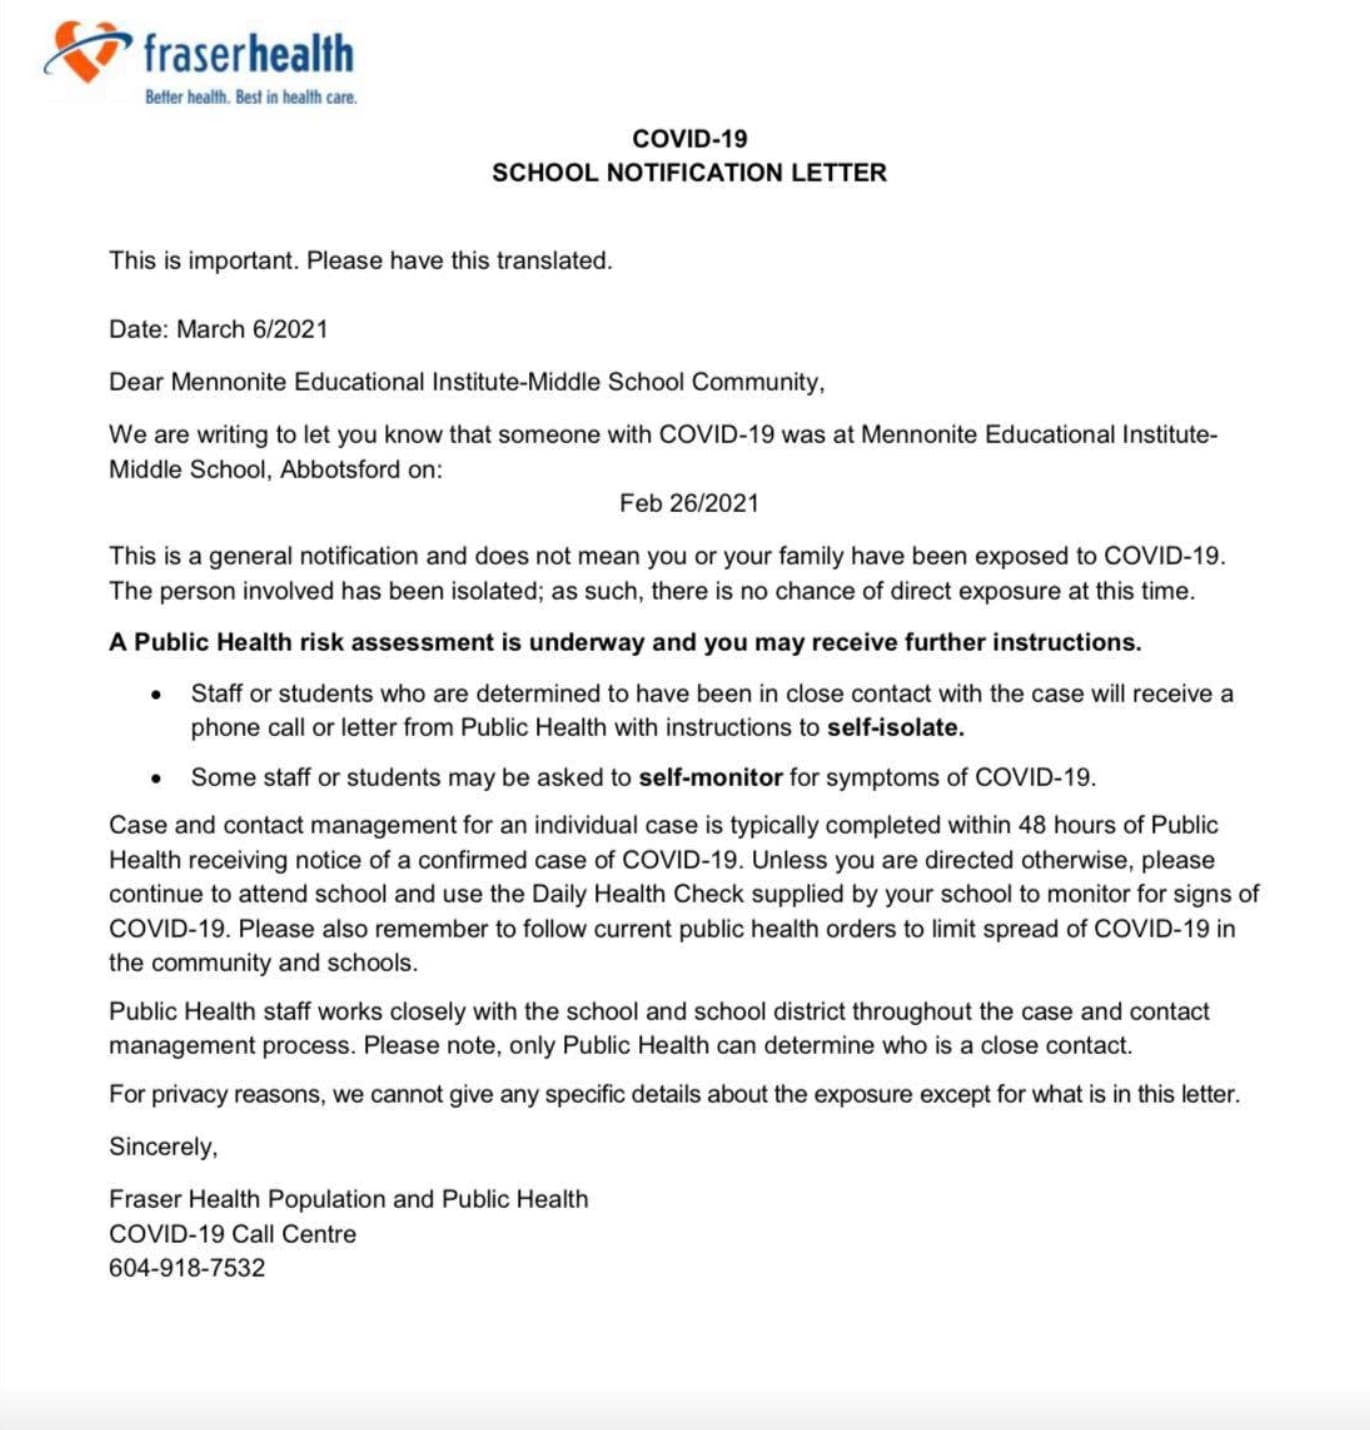 fraserhealth
Better health. Best in health care.
COVID-19
SCHOOL NOTIFICATION LETTER
This is important. Please have this translated.
Date: March 6/2021
Dear Mennonite Educational Institute-Middle School Community,
We are writing to let you know that someone with COVID-19 was at Mennonite Educational Institute-
Middle School, Abbotsford on:
Feb 26/2021
This is a general notification and does not mean you or your family have been exposed to COVID-19.
The person involved has been isolated; as such, there is no chance of direct exposure at this time.
A Public Health risk assessment is underway and you may receive further instructions.
• Staff or students who are determined to have been in close contact with the case will receive a
phone call or letter from Public Health with instructions to self-isolate.
• Some staff or students may be asked to self-monitor for symptoms of COVID-19.
Case and contact management for an individual case is typically completed within 48 hours of Public
Health receiving notice of a confirmed case of COVID-19. Unless you are directed otherwise, please
continue to attend school and use the Daily Health Check supplied by your school to monitor for signs of
COVID-19. Please also remember to follow current public health orders to limit spread of COVID-19 in
the community and schools.
Public Health staff works closely with the school and school district throughout the case and contact
management process. Please note, only Public Health can determine who is a close contact.
For privacy reasons, we cannot give any specific details about the exposure except for what is in this letter.
Sincerely,
Fraser Health Population and Public Health
COVID-19 Call Centre
604-918-7532